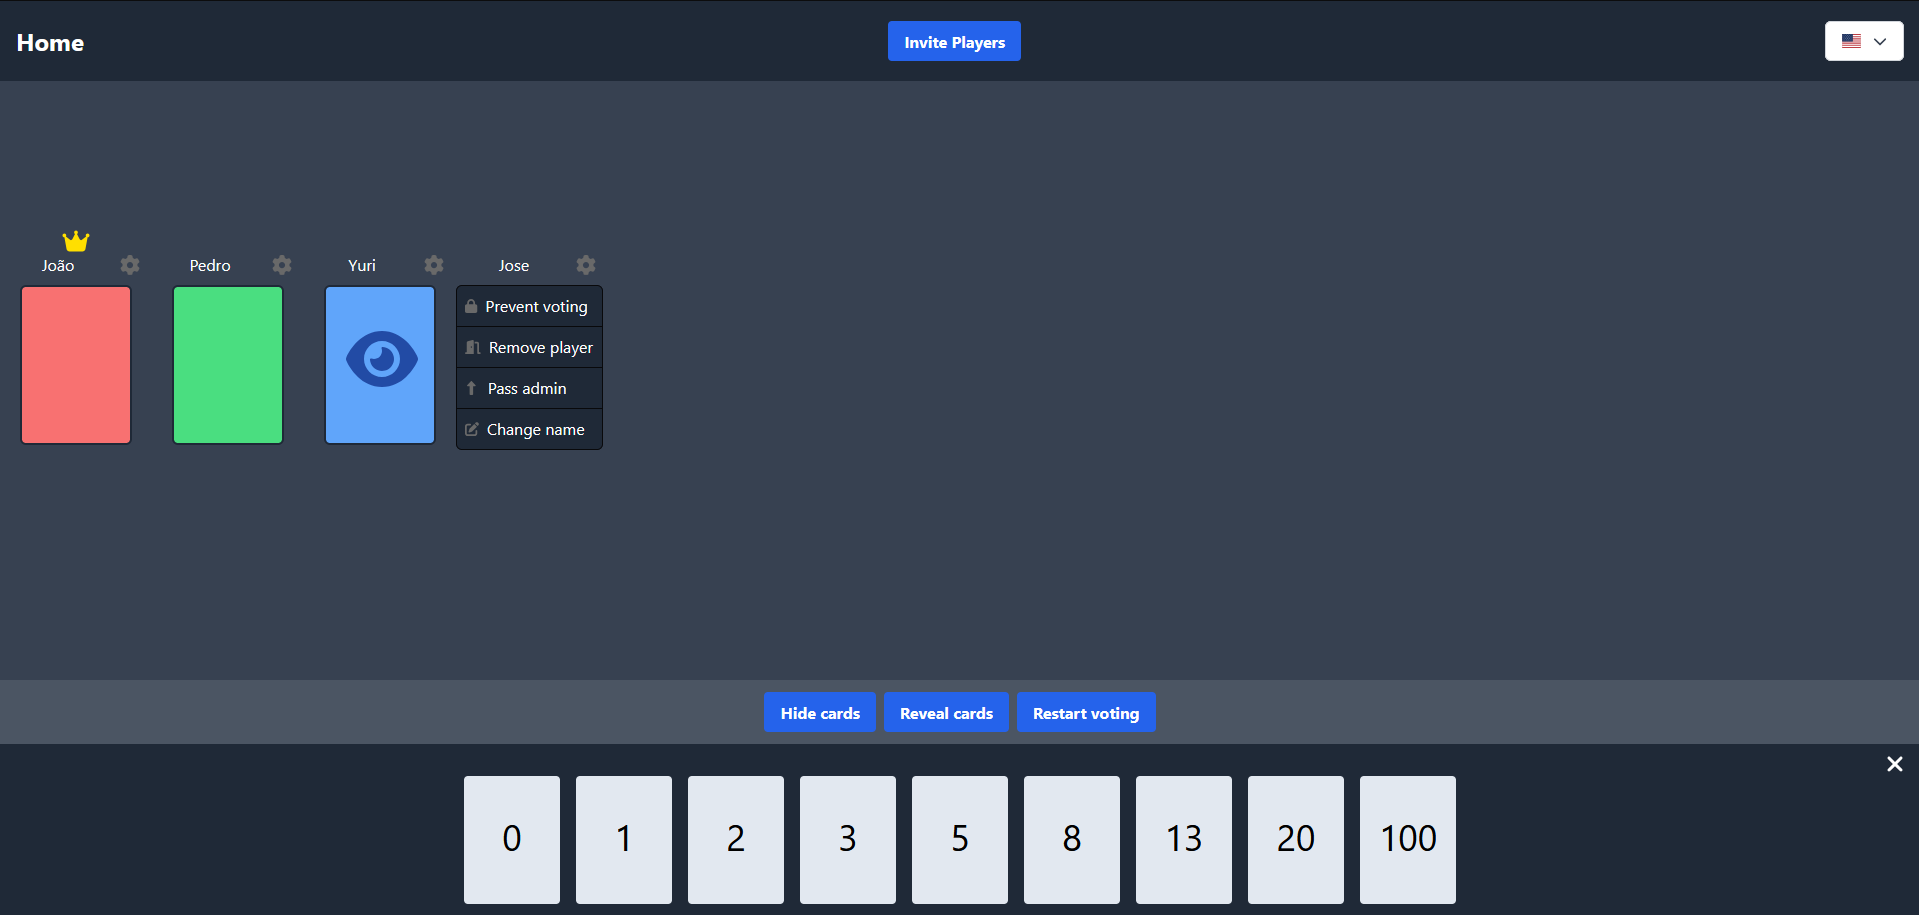 Home
Invite Players
João
Pedro
Yuri
Jose
Prevent voting
Remove player
Pass admin
Change name
Hide cards
Reveal cards
Restart voting
0
1
2
3
5
8
13
20
100